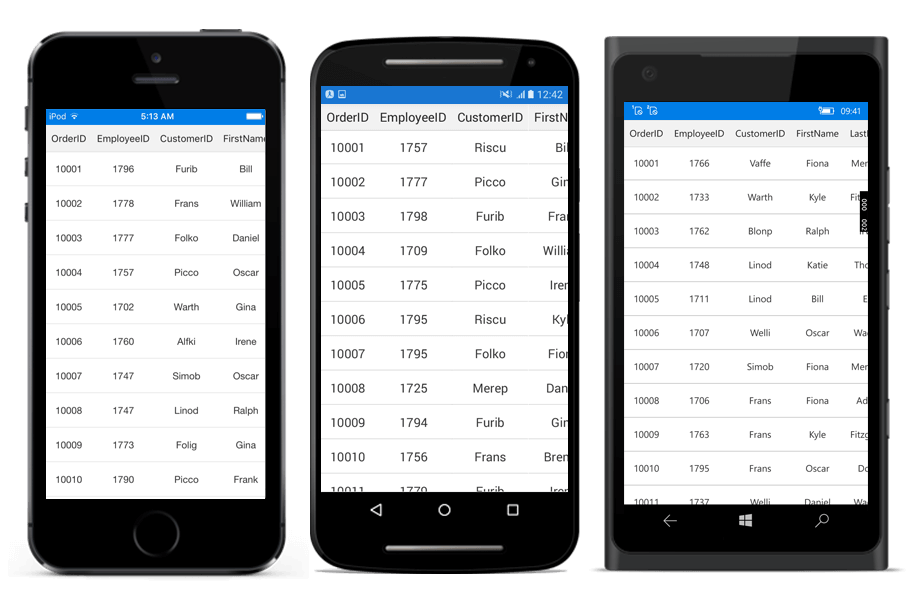 iPod 5:13 AM
OrderID EmployeeID CustomerID FirstName
10001 1796 Furib Bill
10002 1778 Frans William
10003 1777 Folko Daniel
10004 1757 Picco Oscar
10005 1702 Warth Gina
10006 1760 Alfki Irene
10007 1747 Simob Oscar
10008 1747 Linod Ralph
10009 1773 Folig Gina
10010 1790 Picco Frank
12:42
OrderID EmployeeID CustomerID FirstN
10001 1757 Riscu Bil
10002 1777 Picco Gin
10003 1798 Furib Fra
10004 1709 Folko Willi
10005 1775 Picco Irer
10006 1795 Riscu Kyl
10007 1795 Folko Fior
10008 1725 Merep Dan
10009 1794 Furib Gin
10010 1756 Frans Bren
10011 1770 Furib Irer
09:41
OrderID EmployeeID CustomerID FirstName Last
10001 1766 Vaffe Fiona Mer
10002 1733 Warth Kyle Fit
10003 1762 Blonp Ralph
10004 1748 Linod Katie Tho
10005 1711 Linod Bill E
10006 1707 Welli Oscar Wa
10007 1720 Simob Fiona Mer
10008 1706 Frans Fiona Ad
10009 1763 Frans Kyle Fitzg
10010 1795 Frans Oscar Do
10011 1737 Welli Daniel Wa